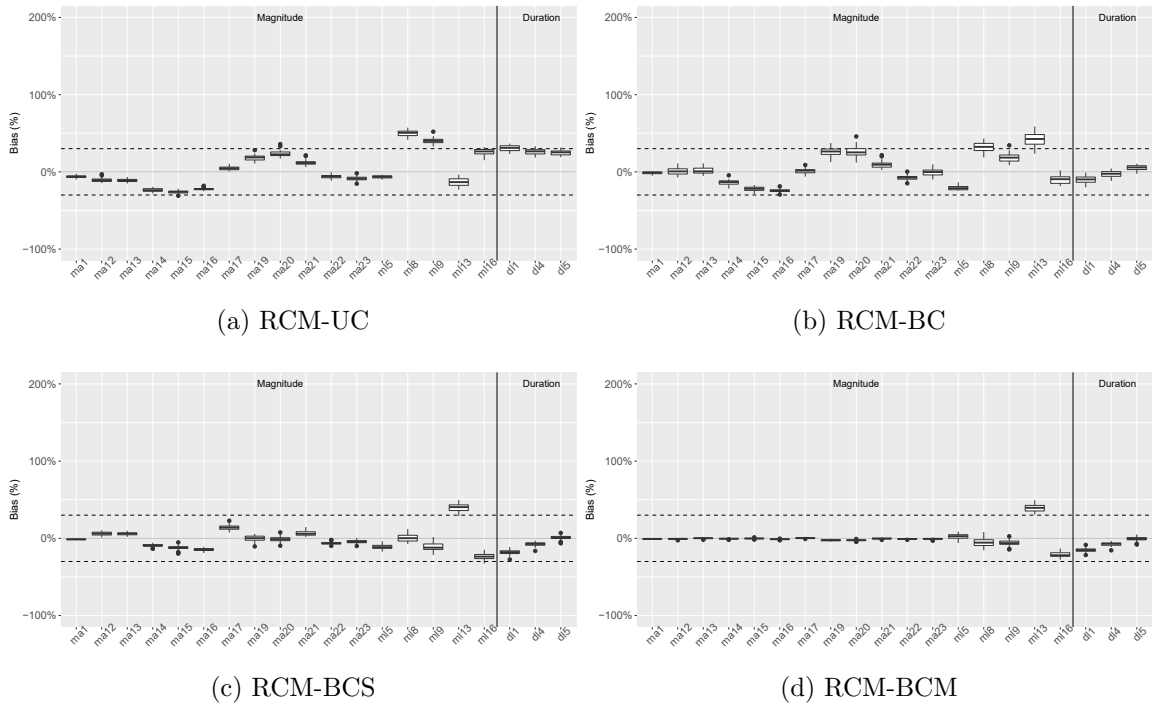 Magnitude Duration
200%
100%
0%
−100%
Bias (%)
ma1 ma12 ma13 ma14 ma15 ma16 ma17 ma19 ma20 ma21 ma22 ma23 ml5 ml8 ml9 ml13 ml16 dl1 dl4 dl5
(a) RCM-UC
Magnitude Duration
200%
100%
0%
−100%
Bias (%)
ma1 ma12 ma13 ma14 ma15 ma16 ma17 ma19 ma20 ma21 ma22 ma23 ml5 ml8 ml9 ml13 ml16 dl1 dl4 dl5
(b) RCM-BC
Magnitude Duration
200%
100%
0%
−100%
Bias (%)
ma1 ma12 ma13 ma14 ma15 ma16 ma17 ma19 ma20 ma21 ma22 ma23 ml5 ml8 ml9 ml13 ml16 dl1 dl4 dl5
(c) RCM-BCS
Magnitude Duration
200%
100%
0%
−100%
Bias (%)
ma1 ma12 ma13 ma14 ma15 ma16 ma17 ma19 ma20 ma21 ma22 ma23 ml5 ml8 ml9 ml13 ml16 dl1 dl4 dl5
(d) RCM-BCM